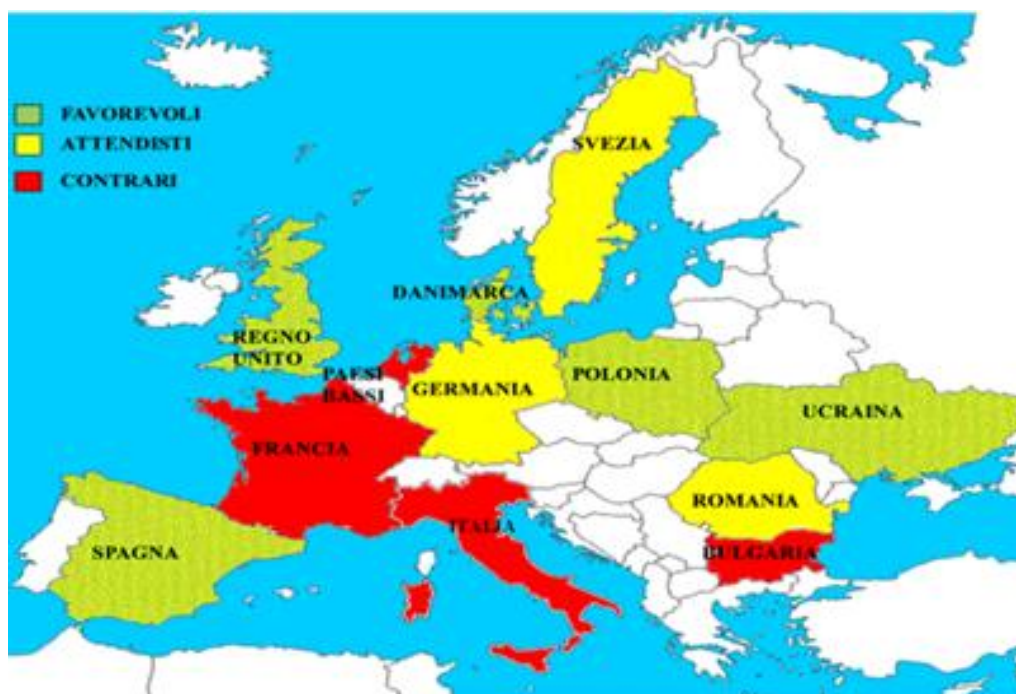 FAVOREVOLI
ATTENDISTI
CONTRARI
SVEZIA
DANIMARCA
REGNO
UNITO
PAESI
BASSI
GERMANIA
POLONIA
UCRAINA
FRANCIA
ROMANIA
ITALIA
SPAGNA
BULGARIA